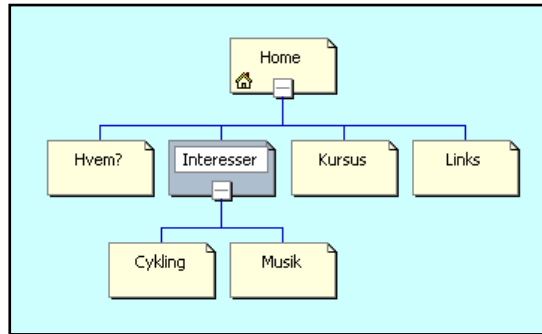 Home
Hvem?
Interesser
Kursus
Links
Cykling
Musik